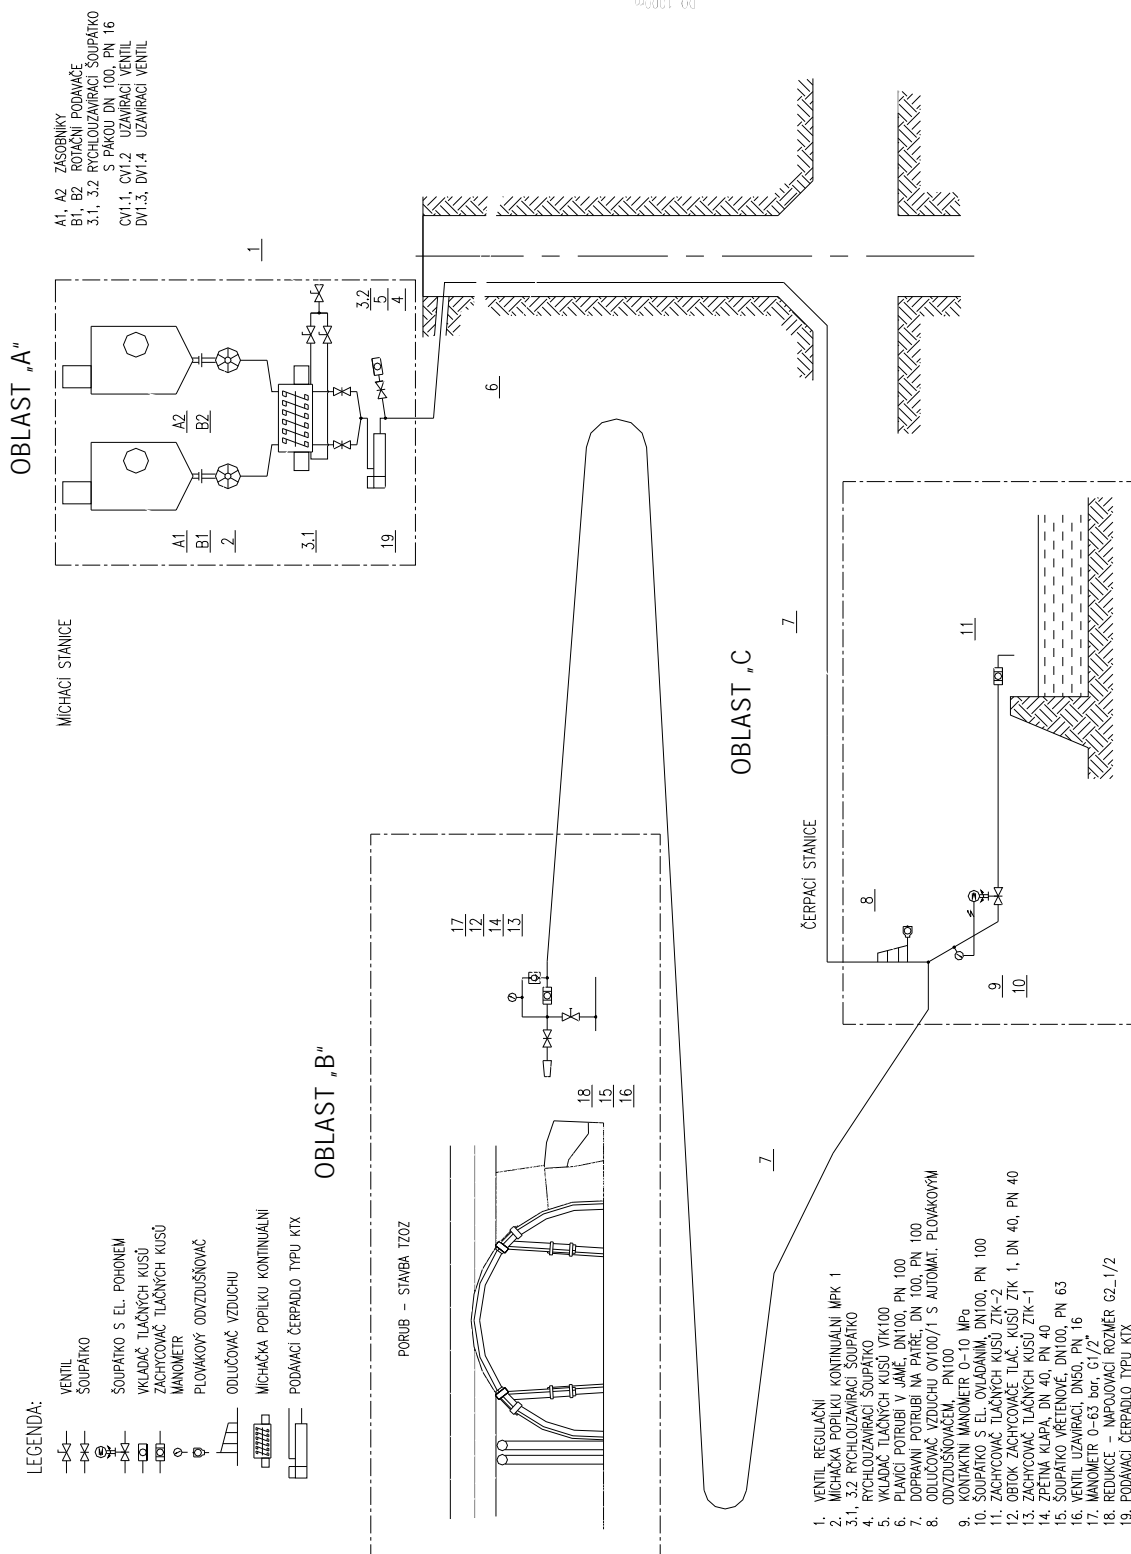 OBLAST „A"
A1, A2 ZÁSOBNÍKY
B1, B2 ROTAČNÍ PODAVAČE
3.1, 3.2 RYCHLOUZAVÍRACÍ ŠOUPÁTKO
S PÁKOU DN 100, PN 16
CV1.1, CV1.2 UZAVÍRACÍ VENTIL
DV1.3, DV1.4 UZAVÍRACÍ VENTIL
MÍCHACÍ STANICE
A1
B1
2
A2
B2
3.1
19
3.2
5
4
1
6
OBLAST „B"
PORUB – STAVBA TZOZ
17
12
14
13
18
15
16
7
7
OBLAST „C
ČERPACÍ STANICE
8
9
10
11
LEGENDA:
VENTIL
ŠOUPÁTKO
ŠOUPÁTKO S EL. POHONEM
VKLADAČ TLAČNÝCH KUSŮ
ZACHYCOVAČ TLAČNÝCH KUSŮ
MANOMETR
PLOVÁKOVÝ ODVZDUŠŇOVAČ
ODLUČOVAČ VZDUCHU
MÍCHAČKA POPÍLKU KONTINUÁLNÍ
PODÁVACÍ ČERPADLO TYPU KTX
1. VENTIL REGULAČNÍ
2. MÍCHAČKA POPÍLKU KONTINUÁLNÍ MPK 1
3.1, 3.2 RYCHLOUZAVÍRACÍ ŠOUPÁTKO
4. RYCHLOUZAVÍRACÍ ŠOUPÁTKO
5. VKLADAČ TLAČNÝCH KUSŮ VTK100
6. PLAVÍCÍ POTRUBÍ V JÁMĚ, DN100, PN 100
7. DOPRAVNÍ POTRUBÍ NA PATŘE, DN 100, PN 100
8. ODLUČOVAČ VZDUCHU OV100/1 S AUTOMAT. PLOVÁKOVÝM
ODVZDUŠŇOVAČEM, PN100
9. KONTAKTNÍ MANOMETR 0–10 MPa
10. ŠOUPÁTKO S EL. OVLÁDÁNÍM, DN100, PN 100
11. ZACHYCOVAČ TLAČNÝCH KUSŮ ZTK–2
12. OBTOK ZACHYCOVAČE TLAČ. KUSŮ ZTK 1, DN 40, PN 40
13. ZACHYCOVAČ TLAČNÝCH KUSŮ ZTK–1
14. ZPĚTNÁ KLAPA, DN 40, PN 40
15. ŠOUPÁTKO VŘETENOVÉ, DN100, PN 63
16. VENTIL UZAVÍRACÍ, DN50, PN 16
17. MANOMETR 0–63 bar, G1/2"
18. REDUKCE – NAPOJOVACÍ ROZMĚR G2_1/2
19. PODÁVACÍ ČERPADLO TYPU KTX